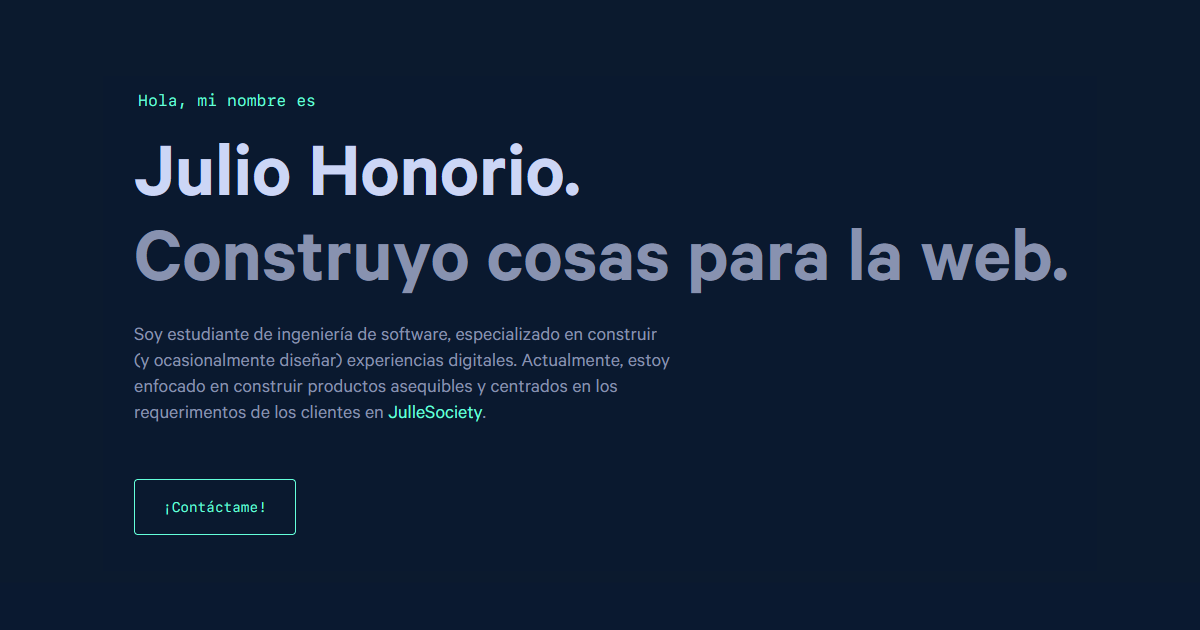 Hola, mi nombre es
Julio Honorio.
Construyo cosas para la web.
Soy estudiante de ingeniería de software, especializado en construir
(y ocasionalmente diseñar) experiencias digitales. Actualmente, estoy
enfocado en construir productos asequibles y centrados en los
requerimentos de los clientes en JulleSociety.
¡Contáctame!